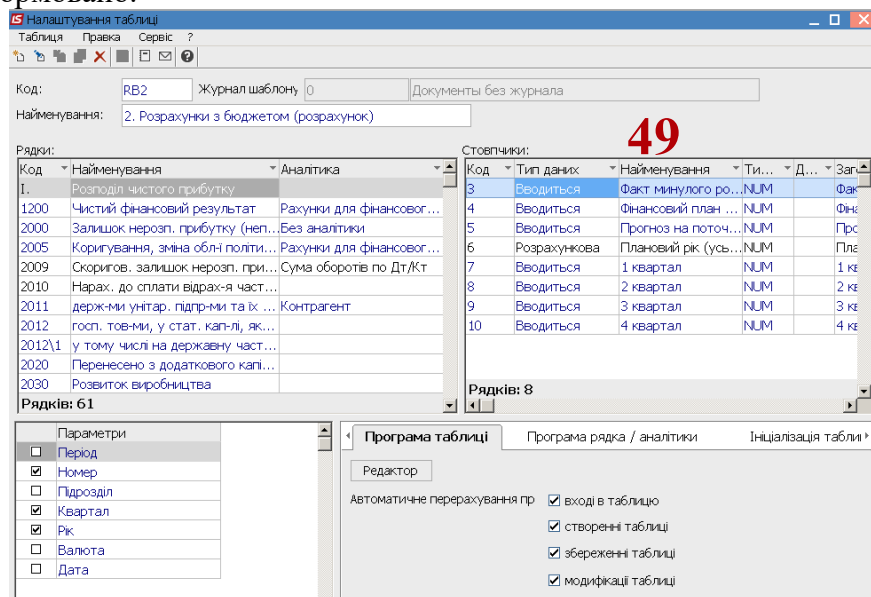 ормовано.
Налаштування таблиці
Таблиця Правка Сервіс ?
Код: RB2 Журнал шаблону 0 Документы без журнала
Найменування: 2. Розрахунки з бюджетом (розрахунок)
49
Рядки: Стовпчики:
Код Найменування Аналітика
I. Розподіл чистого прибутку
1200 Чистий фінансовий результат Рахунки для фінансовог...
2000 Залишок нерозп. прибутку (неп... Без аналітики
2005 Коригування, зміна обл-ї політи... Рахунки для фінансовог...
2009 Скоригов. залишок нерозп. при... Сума оборотів по Дт/Кт
2010 Нарах. до сплати відрах-я част...
2011 держ-ми унітар. підпр-ми та їх ... Контрагент
2012 госп. тов-ми, у стат. кап-лі, як...
2012\1 у тому числі на державну част...
2020 Перенесено з додаткового капі...
2030 Розвиток виробництва
Рядків: 61
Код Тип даних Найменування Ти... Д... Заг
3 Вводиться Факт минулого ро... NUM Фак
4 Вводиться Фінансовий план ... NUM Фіна
5 Вводиться Прогноз на поточ... NUM Про
6 Розрахункова Плановий рік (усь... NUM Пла
7 Вводиться 1 квартал NUM 1 кв
8 Вводиться 2 квартал NUM 2 кв
9 Вводиться 3 квартал NUM 3 кв
10 Вводиться 4 квартал NUM 4 кв
Рядків: 8
Параметри
Період
Номер
Підрозділ
Квартал
Рік
Валюта
Дата
Програма таблиці Програма рядка / аналітики Ініціалізація таблиц
Редактор
Автоматичне перерахування пр вході в таблицю
створенні таблиці
збереженні таблиці
модифікації таблиці